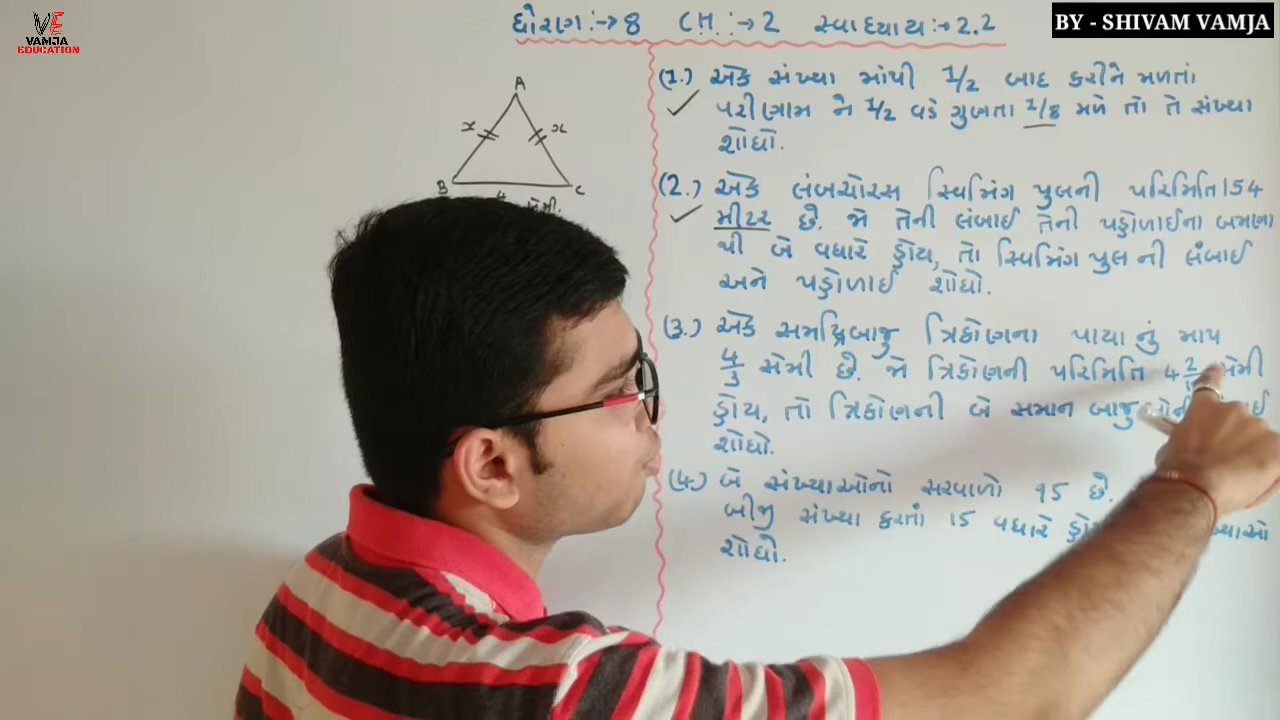 VE
VAMJA
EDUCATION
BY - SHIVAM VAMJA
ધોરણ :→ 8 CH. :→ 2 સ્વાધ્યાય :→ 2.2
A
x x
B C
4
સેમી.
(1.) એક સંખ્યા માંથી 1/2 બાદ કરીને મળતાં
પરીણામ ને 1/2 વડે ગુણતા 1/8 મળે તો તે સંખ્યા
શોધો.
(2.) એક લંબચોરસ સ્વિમિંગ પુલની પરિમિતિ 154
મીટર છે. જો તેની લંબાઈ તેની પહોળાઈના બમણા
થી બે વધારે હોય, તો સ્વિમિંગ પુલ ની લંબાઈ
અને પહોળાઈ શોધો.
(3.) એક સમદ્વિબાજુ ત્રિકોણના પાયા નું માપ
4/3 સેમી છે. જો ત્રિકોણની પરિમિતિ 4 2/ સેમી
હોય, તો ત્રિકોણની બે સમાન બાજુ
શોધો.
(4.) બે સંખ્યાઓનો સરવાળો 95 છે.
બીજી સંખ્યા કરતાં 15 વધારે
શોધો.